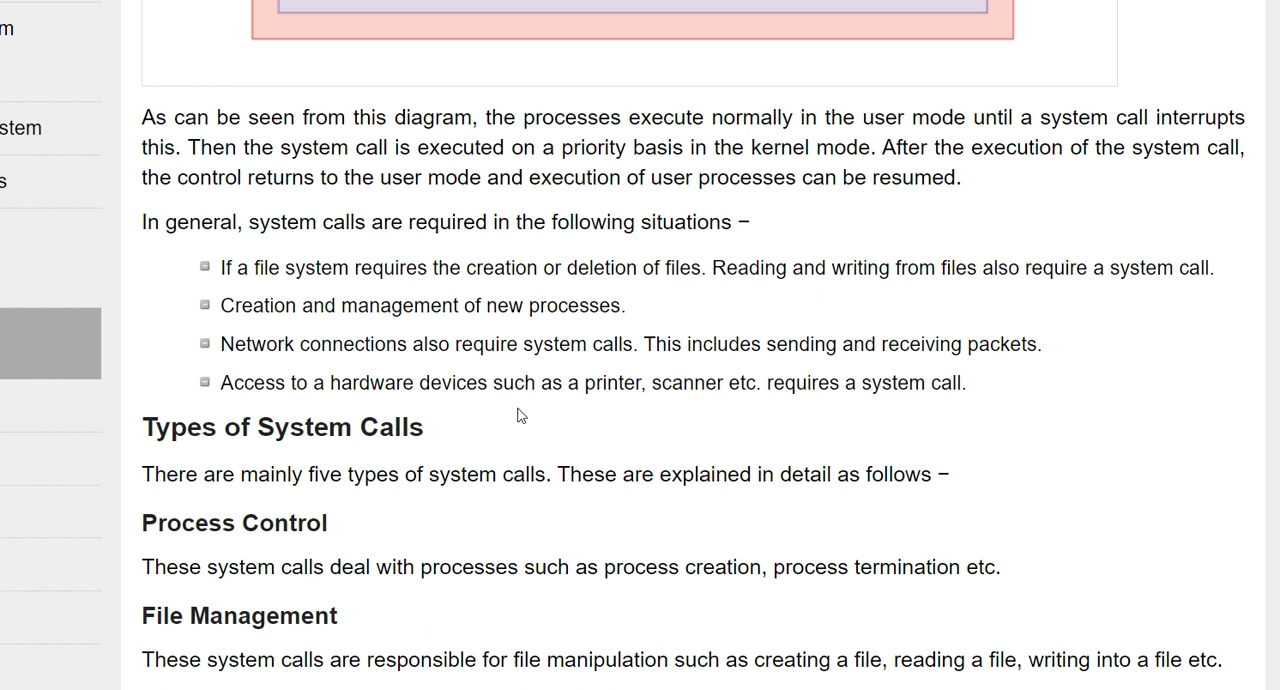 m
stem
s
As can be seen from this diagram, the processes execute normally in the user mode until a system call interrupts
this. Then the system call is executed on a priority basis in the kernel mode. After the execution of the system call,
the control returns to the user mode and execution of user processes can be resumed.
In general, system calls are required in the following situations −
If a file system requires the creation or deletion of files. Reading and writing from files also require a system call.
Creation and management of new processes.
Network connections also require system calls. This includes sending and receiving packets.
Access to a hardware devices such as a printer, scanner etc. requires a system call.
Types of System Calls
There are mainly five types of system calls. These are explained in detail as follows −
Process Control
These system calls deal with processes such as process creation, process termination etc.
File Management
These system calls are responsible for file manipulation such as creating a file, reading a file, writing into a file etc.